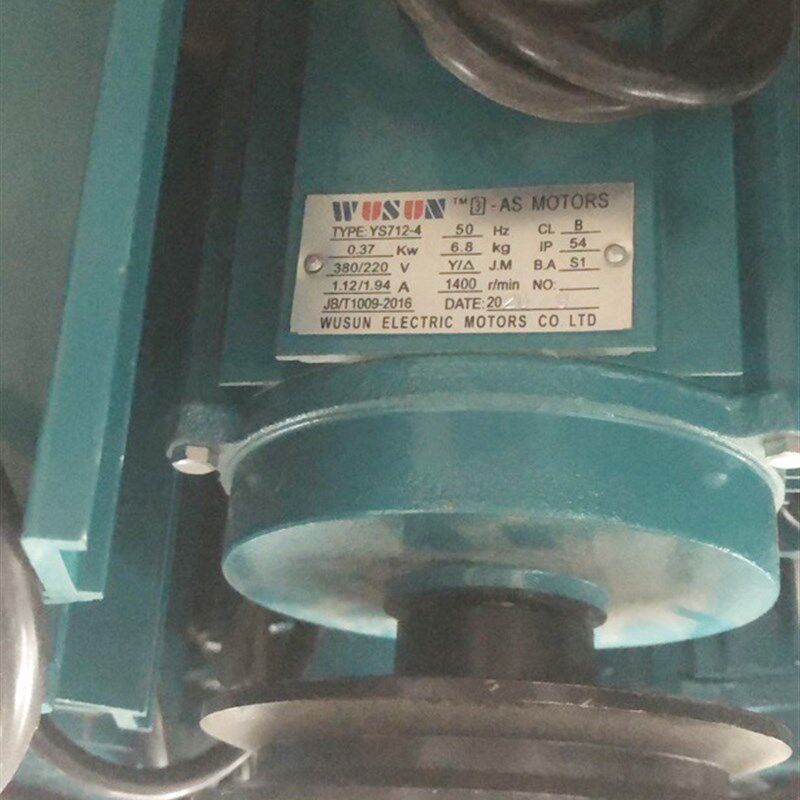 WUSUN ™ 3 - AS MOTORS
TYPE: YS712-4 50 Hz CL B
0.37 Kw 6.8 kg IP 54
380/220 V Y/Δ J.M B.A S1
1.12/1.94 A 1400 r/min NO:
JB/T1009-2016 DATE: 20
WUSUN ELECTRIC MOTORS CO LTD